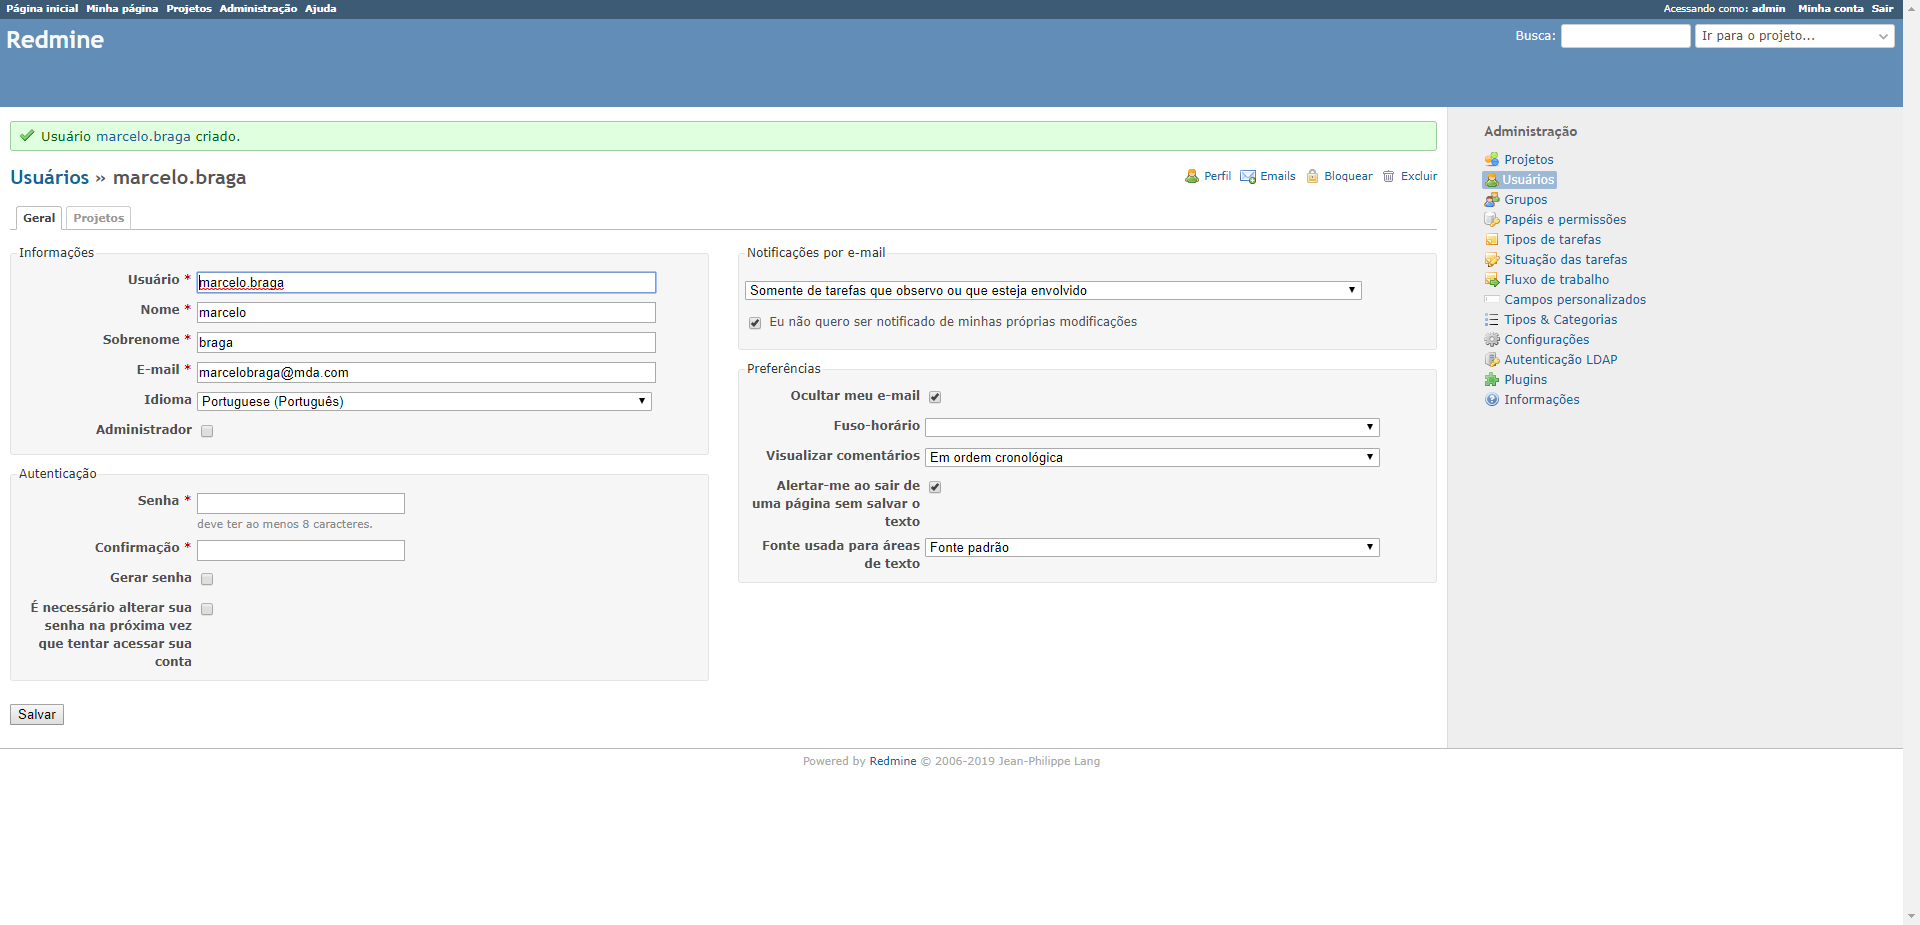 Página inicial Minha página Projetos Administração Ajuda
Acessando como: admin Minha conta Sair
Redmine
Busca: Ir para o projeto...
Usuário marcelo.braga criado.
Usuários » marcelo.braga
Perfil Emails Bloquear Excluir
Geral Projetos
Informações
Usuário * marcelo.braga
Nome * marcelo
Sobrenome * braga
E-mail * marcelobraga@mda.com
Idioma Portuguese (Português)
Administrador
Autenticação
Senha *
deve ter ao menos 8 caracteres.
Confirmação *
Gerar senha
É necessário alterar sua
senha na próxima vez
que tentar acessar sua
conta
Salvar
Notificações por e-mail
Somente de tarefas que observo ou que esteja envolvido
Eu não quero ser notificado de minhas próprias modificações
Preferências
Ocultar meu e-mail
Fuso-horário
Visualizar comentários Em ordem cronológica
Alertar-me ao sair de
uma página sem salvar o
texto
Fonte usada para áreas Fonte padrão
de texto
Administração
Projetos
Usuários
Grupos
Papéis e permissões
Tipos de tarefas
Situação das tarefas
Fluxo de trabalho
Campos personalizados
Tipos & Categorias
Configurações
Autenticação LDAP
Plugins
Informações
Powered by Redmine © 2006-2019 Jean-Philippe Lang